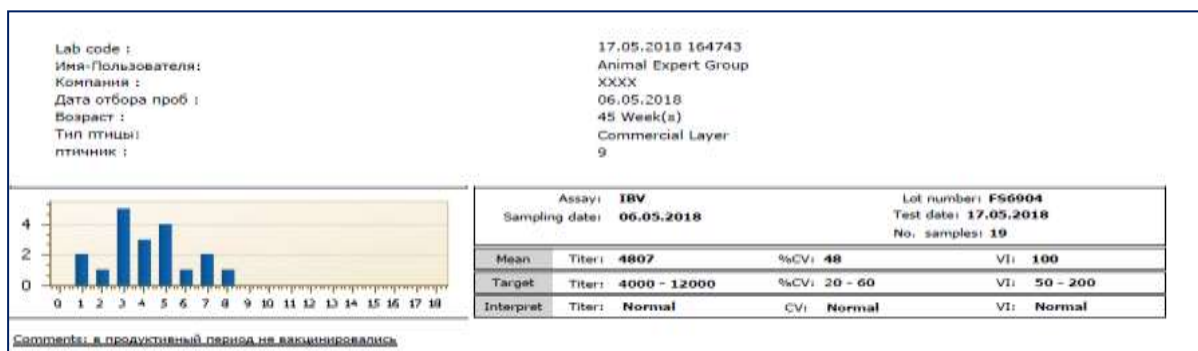 Lab code : 17.05.2018 164743
Имя-Пользователя: Animal Expert Group
Компания : XXXX
Дата отбора проб : 06.05.2018
Возраст : 45 Week(s)
Тип птицы: Commercial Layer
птичник : 9
Assay: IBV Lot number: FS6904
Sampling date: 06.05.2018 Test date: 17.05.2018
No. samples: 19
Mean Titer: 4807 %CV: 48 VI: 100
Target Titer: 4000 - 12000 %CV: 20 - 60 VI: 50 - 200
Interpret Titer: Normal CV: Normal VI: Normal
4
2
0
0 1 2 3 4 5 6 7 8 9 10 11 12 13 14 15 16 17 18
Comments: в продуктивный период не вакцинировались